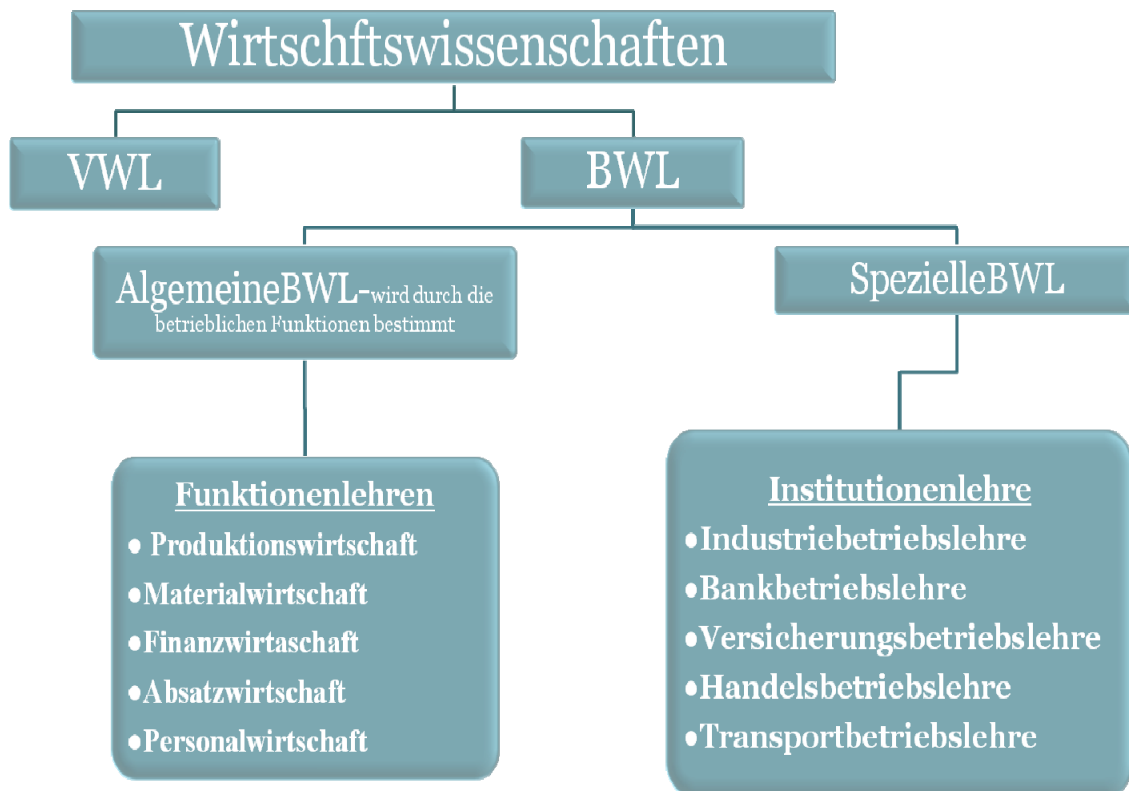 Wirtschftswissenschaften
VWL
BWL
AlgemeineBWL-wird durch die
betrieblichen Funktionen bestimmt
SpezielleBWL
Funktionenlehren
• Produktionswirtschaft
•Materialwirtschaft
•Finanzwirtaschaft
•Absatzwirtschaft
•Personalwirtschaft
Institutionenlehre
•Industriebetriebslehre
•Bankbetriebslehre
•Versicherungsbetriebslehre
•Handelsbetriebslehre
•Transportbetriebslehre